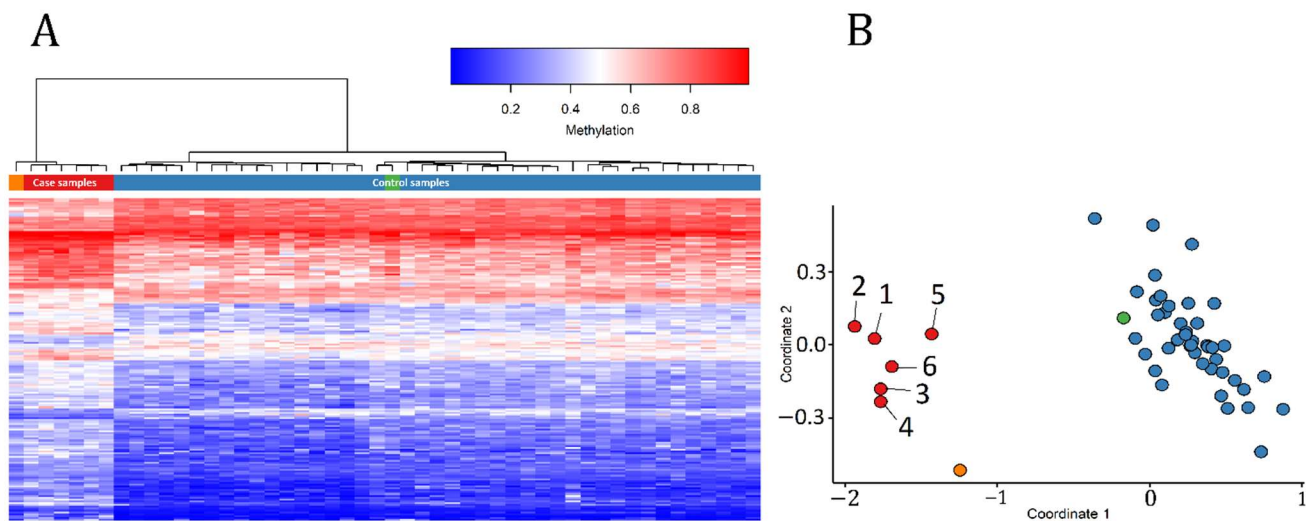 A
B
0.2 0.4 0.6 0.8
Methylation
Case samples Control samples
0.3
2 1 5
0.0
6
3
−0.3
4
Coordinate 2
−2 −1 0 1
Coordinate 1